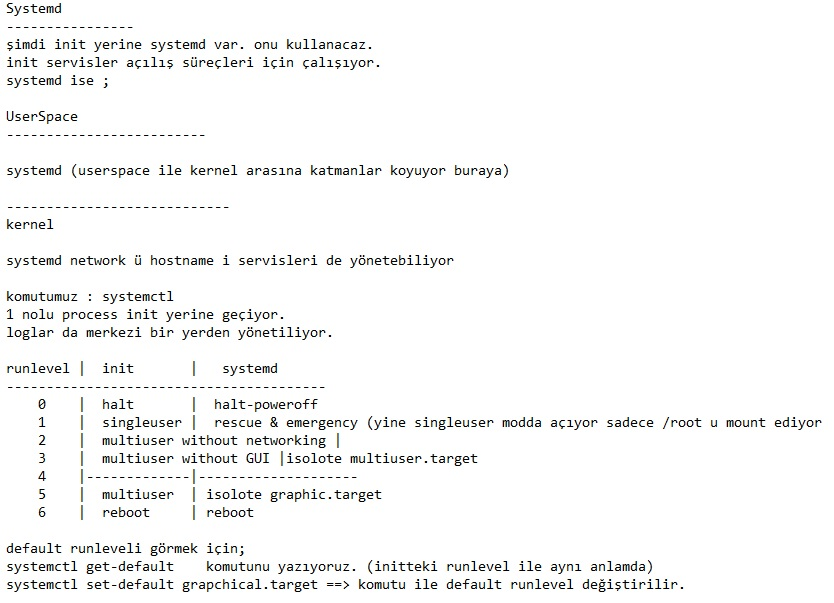 Systemd
----------------
şimdi init yerine systemd var. onu kullanacaz.
init servisler açılış süreçleri için çalışıyor.
systemd ise ;
UserSpace
-------------------------
systemd (userspace ile kernel arasına katmanlar koyuyor buraya)
----------------------------
kernel
systemd network ü hostname i servisleri de yönetebiliyor
komutumuz : systemctl
1 nolu process init yerine geçiyor.
loglar da merkezi bir yerden yönetiliyor.
runlevel |  init       |   systemd
----------------------------------------
    0    |  halt       |  halt-poweroff
    1    |  singleuser |  rescue & emergency (yine singleuser modda açıyor sadece /root u mount ediyor
    2    |  multiuser without networking |
    3    |  multiuser without GUI |isolote multiuser.target
    4    |-------------|--------------------
    5    |  multiuser  | isolote graphic.target
    6    |  reboot     | reboot
default runleveli görmek için;
systemctl get-default    komutunu yazıyoruz. (initteki runlevel ile aynı anlamda)
systemctl set-default grapchical.target ==> komutu ile default runlevel değiştirilir.